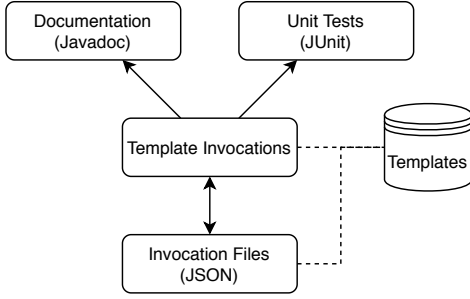 Documentation
(Javadoc)
Unit Tests
(JUnit)
Template Invocations
Templates
Invocation Files
(JSON)